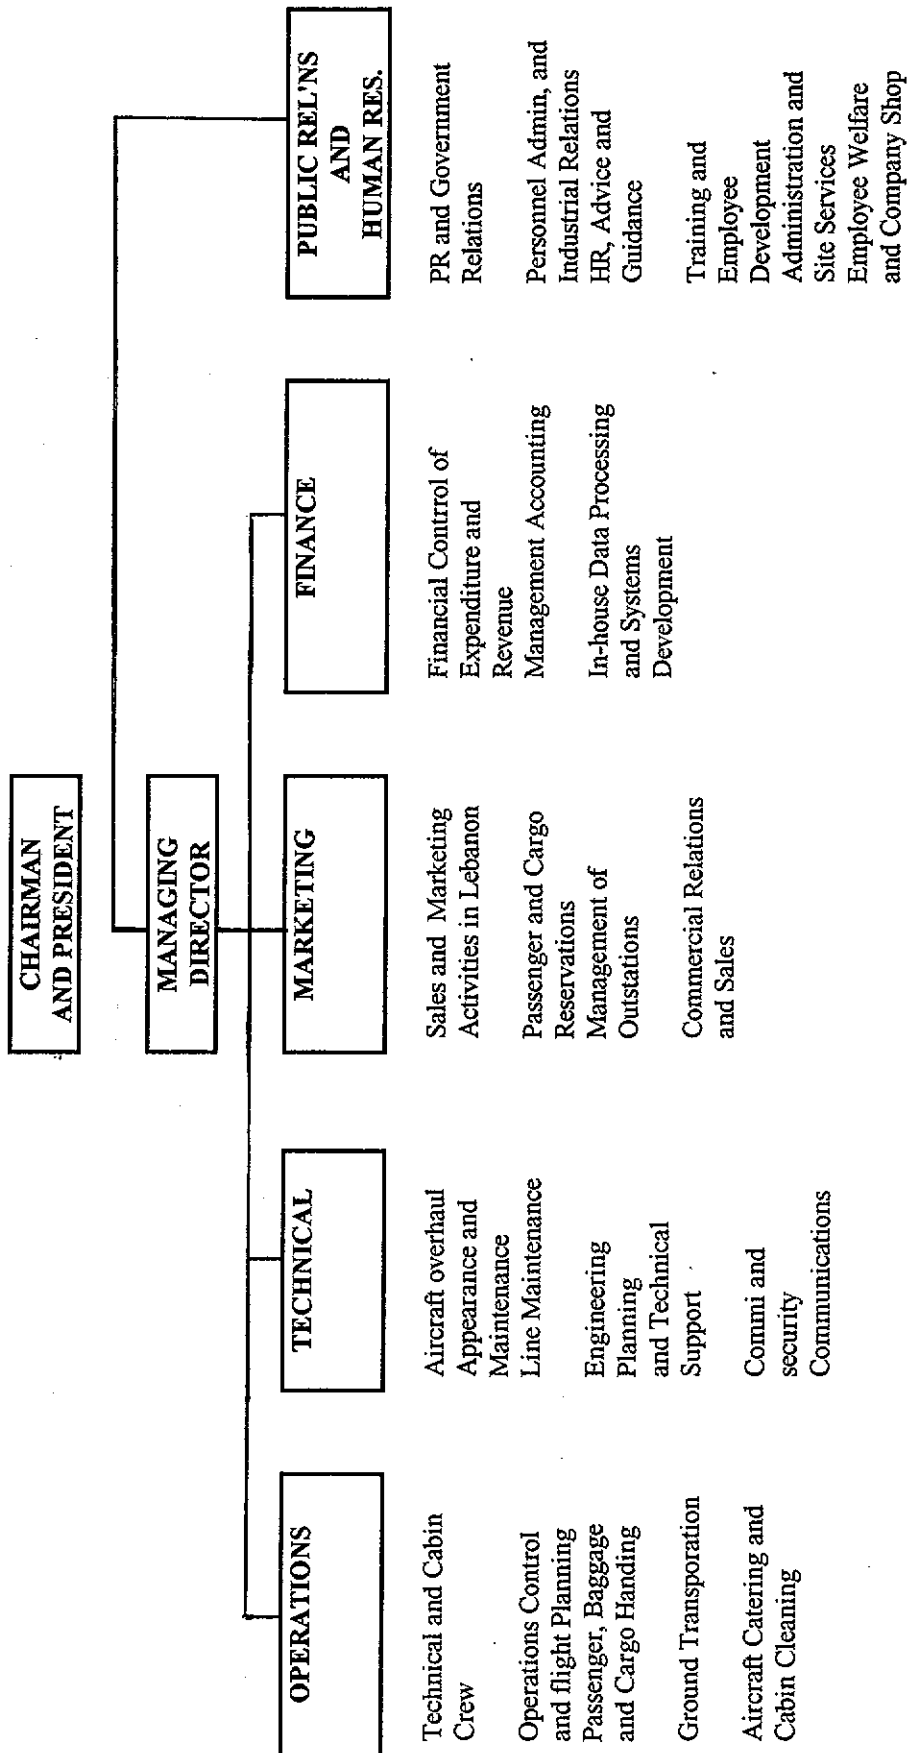 CHAIRMAN
AND PRESIDENT
MANAGING
DIRECTOR
OPERATIONS
Technical and Cabin
Crew
Operations Control
and flight Planning
Passenger, Baggage
and Cargo Handing
Ground Transporation
Aircraft Catering and
Cabin Cleaning
TECHNICAL
Aircraft overhaul
Appearance and
Maintenance
Line Maintenance
Engineering
Planning
and Technical
Support
Commi and
security
Communications
MARKETING
Sales and Marketing
Activities in Lebanon
Passenger and Cargo
Reservations
Management of
Outstations
Commercial Relations
and Sales
FINANCE
Financial Contrrol of
Expenditure and
Revenue
Management Accounting
In-house Data Processing
and Systems
Development
PUBLIC REL'NS
AND
HUMAN RES.
PR and Government
Relations
Personnel Admin, and
Industrial Relations
HR, Advice and
Guidance
Training and
Employee
Development
Administration and
Site Services
Employee Welfare
and Company Shop